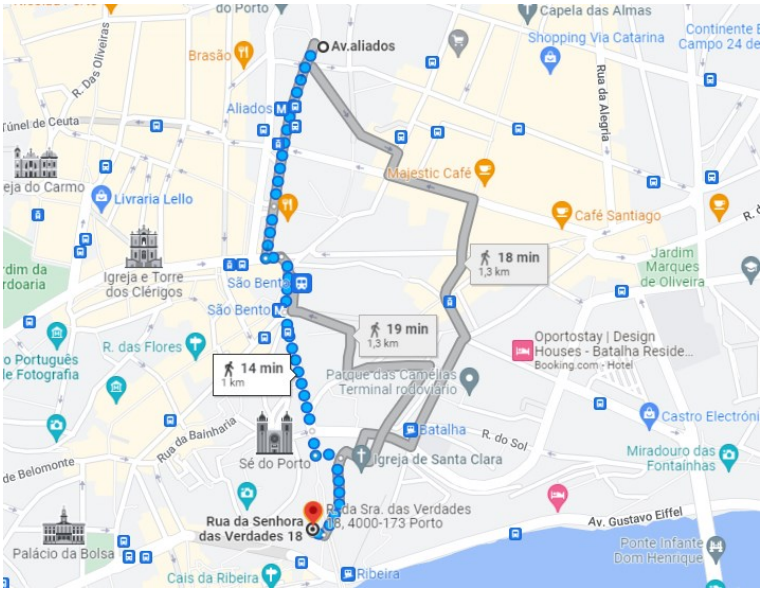 do Porto
Capela das Almas
Av.aliados
Continente B
Campo 24 de
Shopping Via Catarina
Brasão
R. Das Oliveiras
Rua da Alegria
Aliados
Túnel de Ceuta
eja do Carmo
Majestic Café
Livraria Lello
Café Santiago
R. d
rdim da
rdoaria
Igreja e Torre
dos Clérigos
18 min
1,3 km
Jardim
Marques
de Oliveira
São Bento
São Bento
19 min
1,3 km
R. das Flores
o Português
de Fotografia
14 min
1 km
Oportostay | Design
Houses - Batalha Reside...
Booking.com - Hotel
Parque das Camélias
Terminal rodoviário
Castro Electróni
Batalha
Rua da Bainharia
R. do Sol
Sé do Porto
Igreja de Santa Clara
Miradouro das
Fontaínhas
de Belomonte
Rua da Senhora
das Verdades 18
R. da Sra. das Verdades
18, 4000-173 Porto
Av. Gustavo Eiffel
Palácio da Bolsa
Ponte Infante
Dom Henrique
Cais da Ribeira
Ribeira